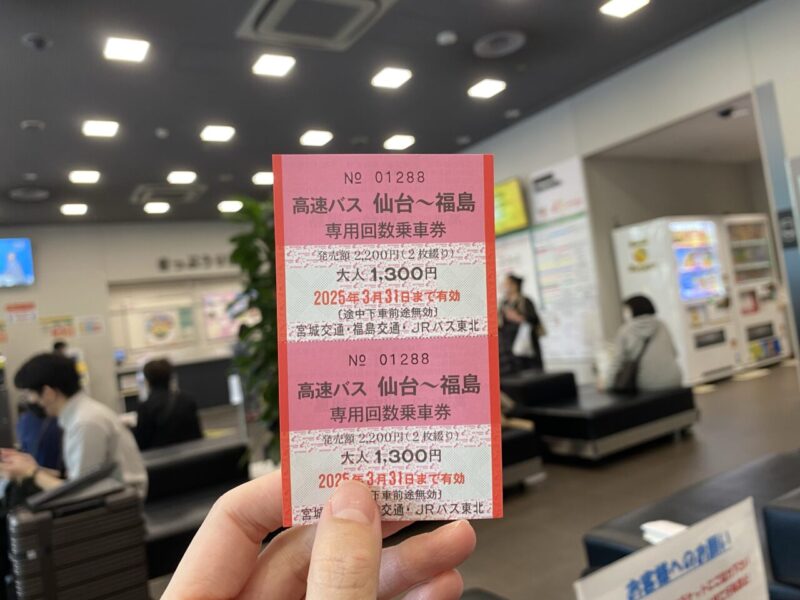 № 01288
高速バス 仙台～福島
専用回数乗車券
発売額 2,200円(2枚綴り)
大人 1,300円
2025年3月31日まで有効
〔途中下車前途無効〕
宮城交通・福島交通・JRバス東北
№ 01288
高速バス 仙台～福島
専用回数乗車券
発売額 2,200円(2枚綴り)
大人 1,300円
2025年3月31日まで有効
下車前途無効〕
宮城交通・福島交通・JRバス東北
お客様へのお願い